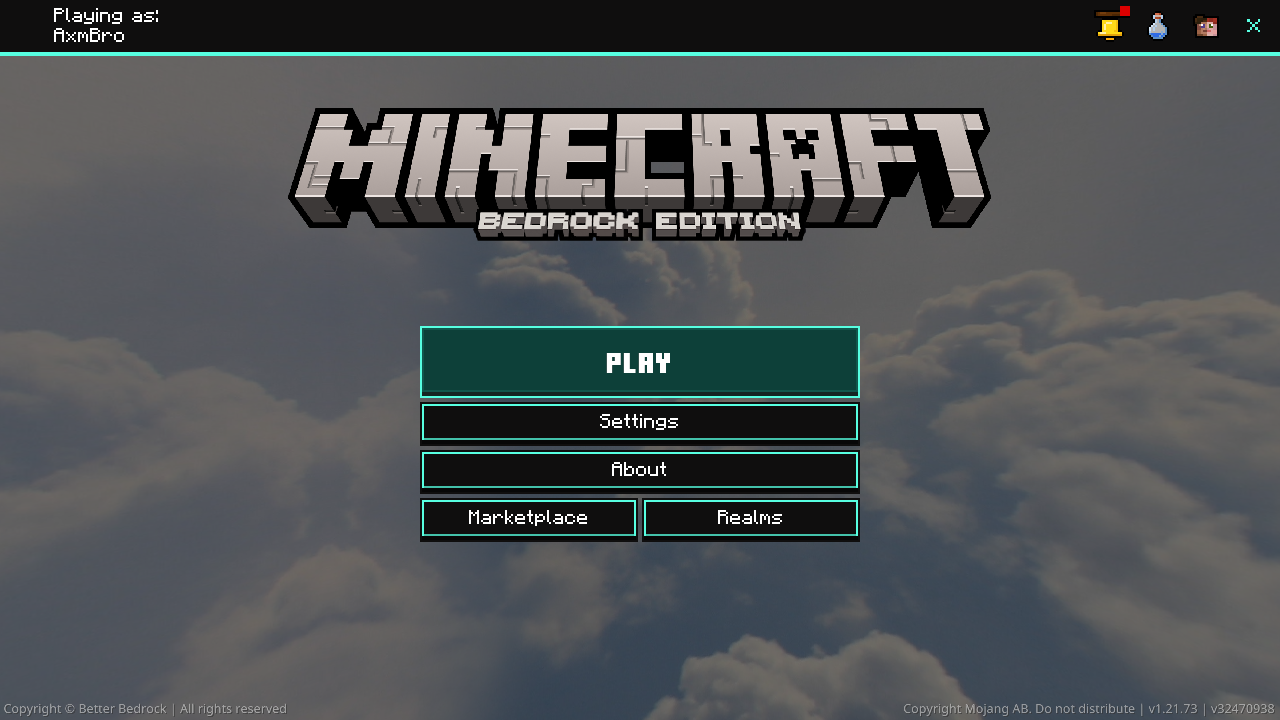 Playing as:
AxmBro
MINECRAFT
BEDROCK EDITION
PLAY
Settings
About
Marketplace
Realms
Copyright © Better Bedrock | All rights reserved
Copyright Mojang AB. Do not distribute | v1.21.73 | v32470938